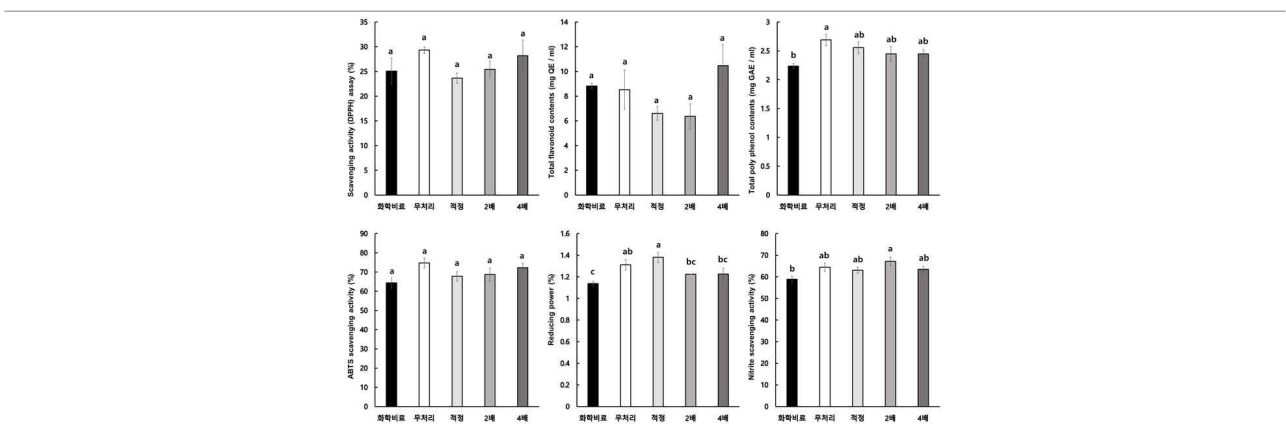 Scavenging activity (DPPH) assay (%)
35
30
25
20
15
10
5
0
a
a
a
a
a
화학비료 무처리 적정 2배 4배
Total flavonoid contents (mg QE / ml)
14
12
10
8
6
4
2
0
a
a
a
a
a
화학비료 무처리 적정 2배 4배
Total poly phenol contents (mg GAE / ml)
3
2.5
2
1.5
1
0.5
0
b
a
ab
ab
ab
화학비료 무처리 적정 2배 4배
ABTS scavenging activity (%)
90
80
70
60
50
40
30
20
10
0
a
a
a
a
a
화학비료 무처리 적정 2배 4배
Reducing power (%)
1.6
1.4
1.2
1
0.8
0.6
0.4
0.2
0
c
ab
a
bc
bc
화학비료 무처리 적정 2배 4배
Nitrite scavenging activity (%)
80
70
60
50
40
30
20
10
0
b
ab
ab
a
ab
화학비료 무처리 적정 2배 4배